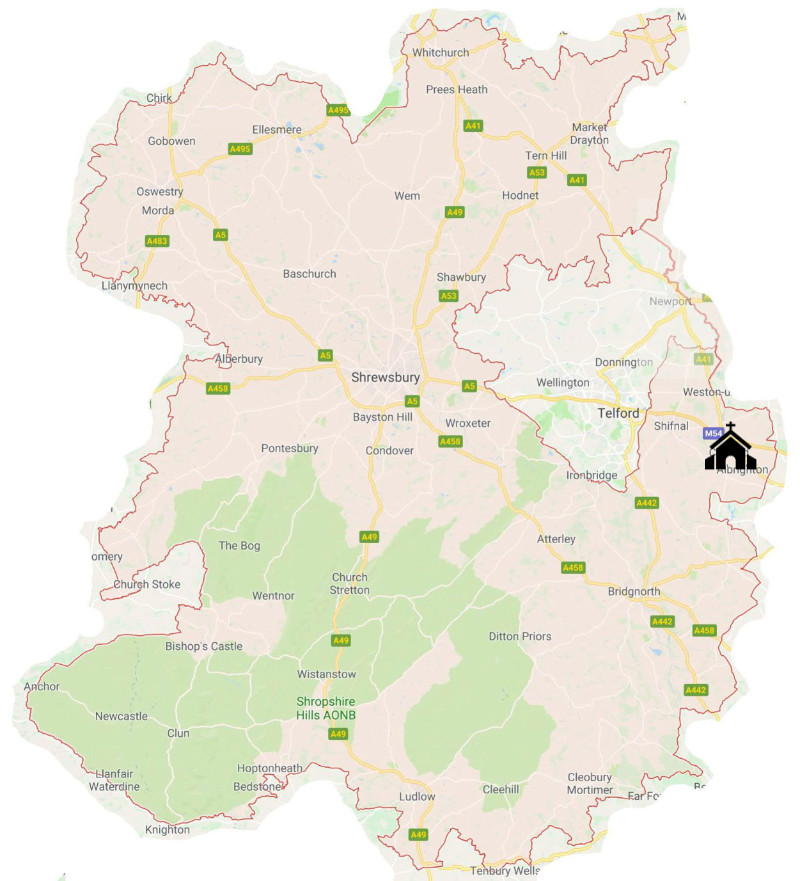 M
Whitchurch
Prees Heath
Chirk
A495
Ellesmere
A41
Market
Drayton
Gobowen
A495
Tern Hill
A53
A41
Oswestry
Wem
Hodnet
Morda
A49
A5
A483
Baschurch
Shawbury
Llanymynech
A53
Newport
A5
Alberbury
A41
Donnington
Shrewsbury
Wellington
A458
A5
Weston-u
A5
Telford
Bayston Hill
Wroxeter
Shifnal
M54
A458
Pontesbury
Condover
Albrighton
Ironbridge
A442
omery
The Bog
A49
Atterley
A458
Church Stoke
Church
Stretton
Wentnor
Bridgnorth
A442
A458
Bishop's Castle
A49
Ditton Priors
Anchor
Wistanstow
A442
Shropshire
Hills AONB
Newcastle
Clun
A49
Llanfair
Waterdine
Hoptonheath
Bedstone
Cleobury
Mortimer
Ludlow
Cleehill
Far Fo
Be
Knighton
A49
Tenbury Wells